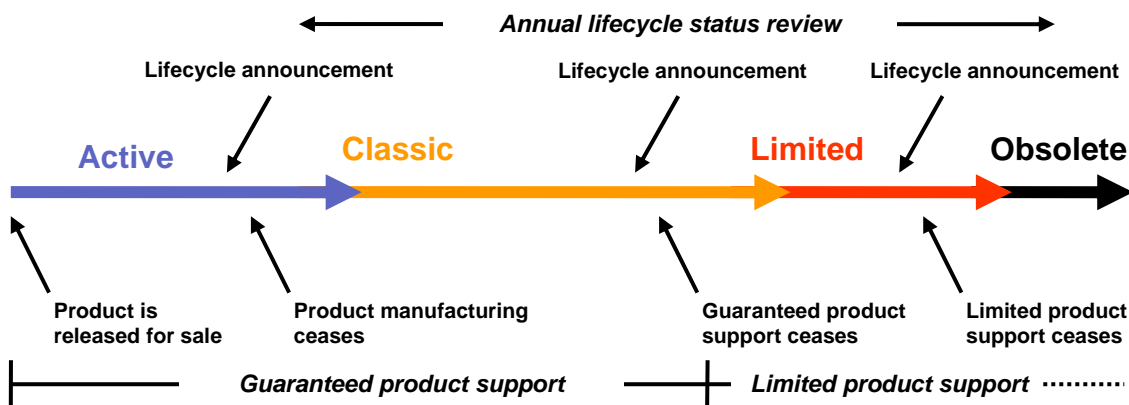 Annual lifecycle status review
Lifecycle announcement
Lifecycle announcement
Lifecycle announcement
Active
Classic
Limited
Obsolete
Product is
released for sale
Product manufacturing
ceases
Guaranteed product
support ceases
Limited product
support ceases
Guaranteed product support
Limited product support